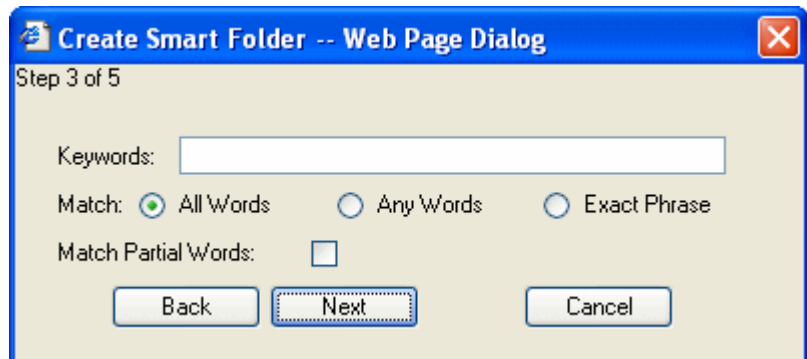 Create Smart Folder -- Web Page Dialog
Step 3 of 5
Keywords:
Match: All Words Any Words Exact Phrase
Match Partial Words:
Back Next Cancel